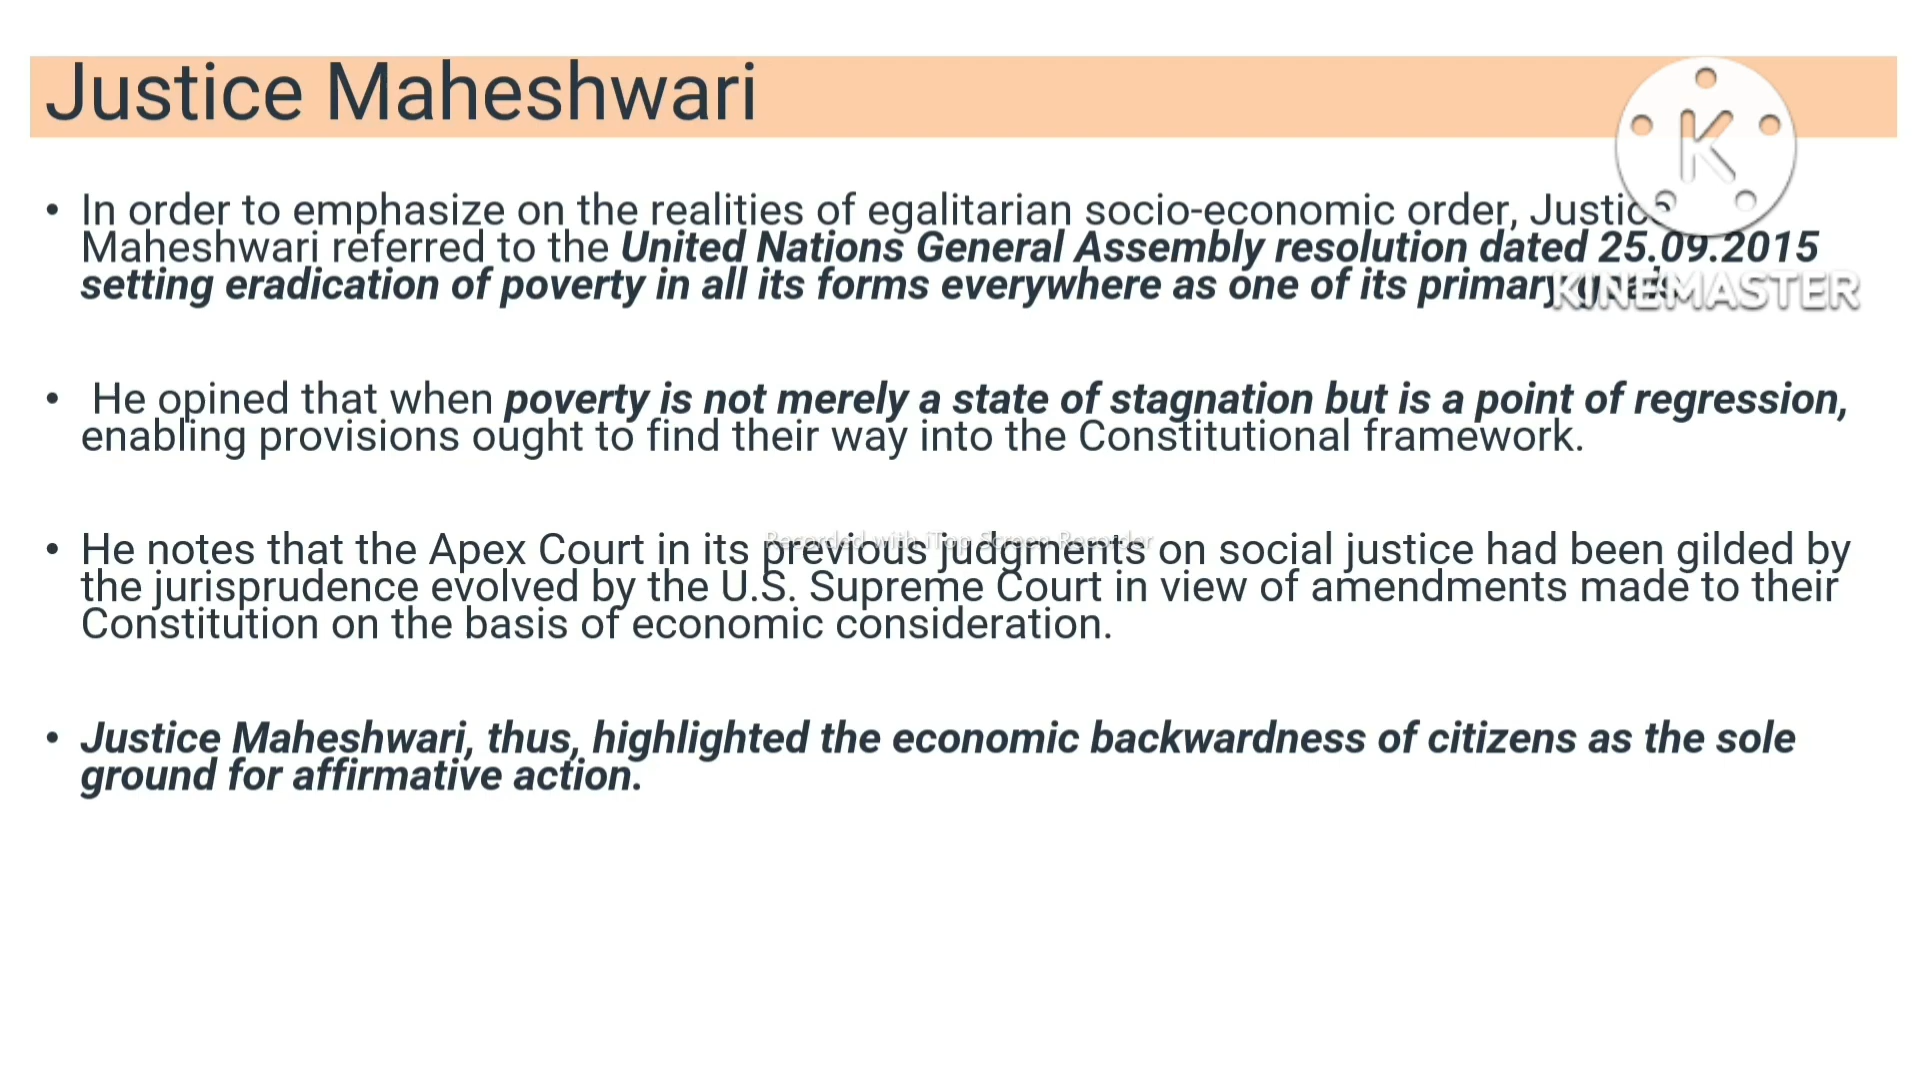 Justice Maheshwari
• In order to emphasize on the realities of egalitarian socio-economic order, Justice
Maheshwari referred to the United Nations General Assembly resolution dated 25.09.2015
setting eradication of poverty in all its forms everywhere as one of its primary goals.
K
KINEMASTER
• He opined that when poverty is not merely a state of stagnation but is a point of regression,
enabling provisions ought to find their way into the Constitutional framework.
Recorded with iTop Screen Recorder
• He notes that the Apex Court in its previous judgments on social justice had been gilded by
the jurisprudence evolved by the U.S. Supreme Court in view of amendments made to their
Constitution on the basis of economic consideration.
• Justice Maheshwari, thus, highlighted the economic backwardness of citizens as the sole
ground for affirmative action.